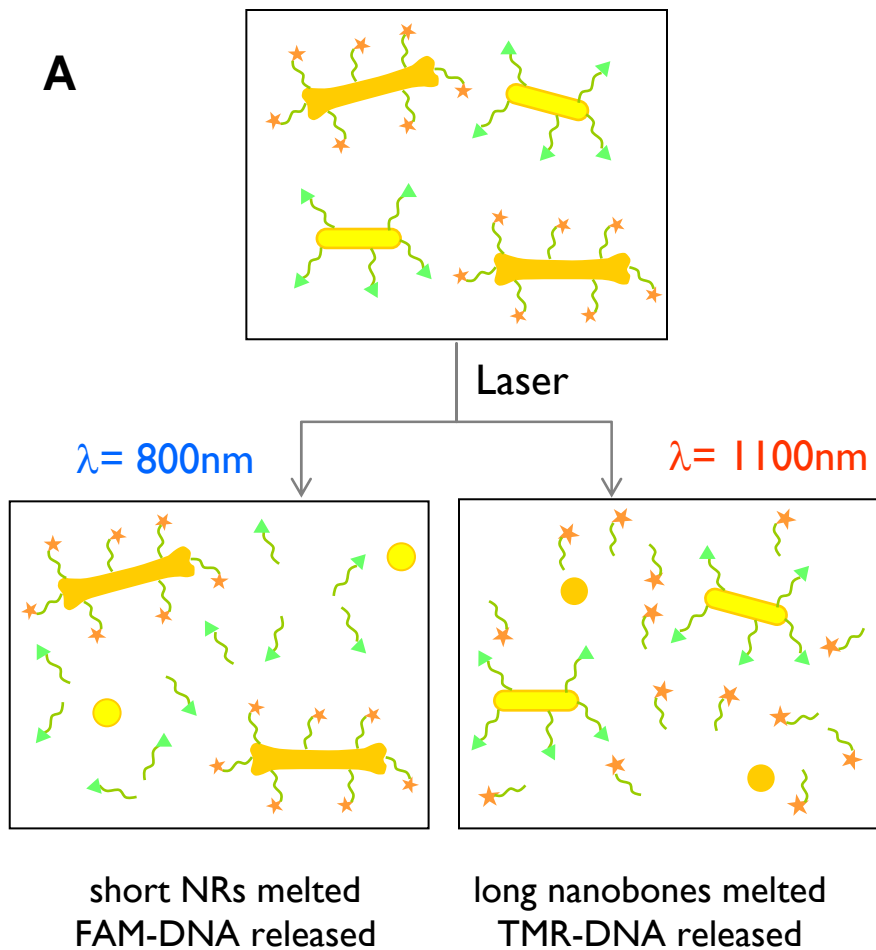 A
Laser
λ= 800nm
λ= 1100nm
short NRs melted
FAM-DNA released
long nanobones melted
TMR-DNA released